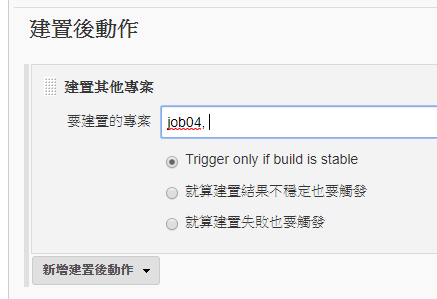 建置後動作
建置其他專案
要建置的專案
job04,
Trigger only if build is stable
就算建置結果不穩定也要觸發
就算建置失敗也要觸發
新增建置後動作